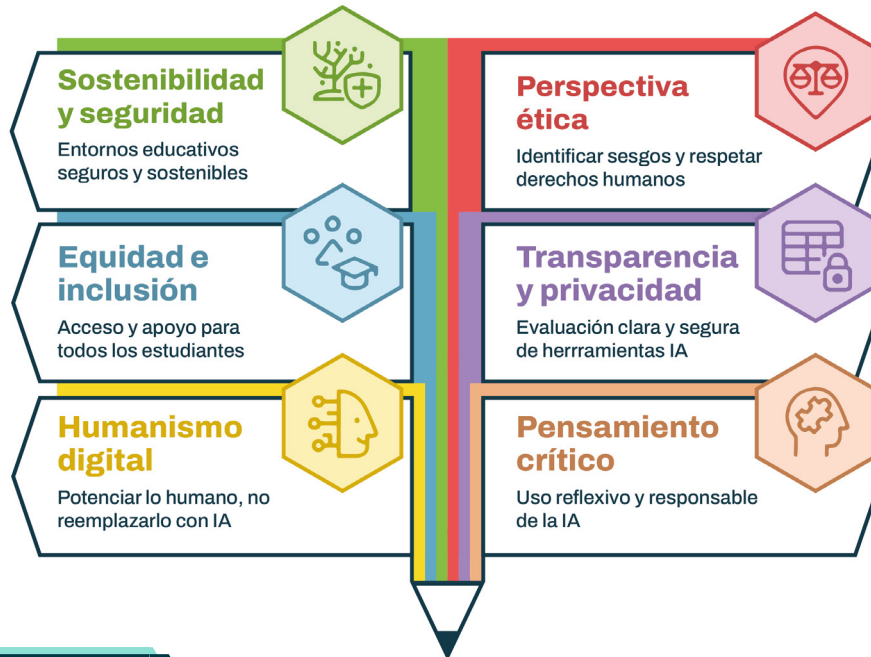 Sostenibilidad
y seguridad
Entornos educativos
seguros y sostenibles
Perspectiva
ética
Identificar sesgos y respetar
derechos humanos
Equidad e
inclusión
Acceso y apoyo para
todos los estudiantes
Transparencia
y privacidad
Evaluación clara y segura
de herrramientas IA
Humanismo
digital
Potenciar lo humano, no
reemplazarlo con IA
Pensamiento
crítico
Uso reflexivo y responsable
de la IA